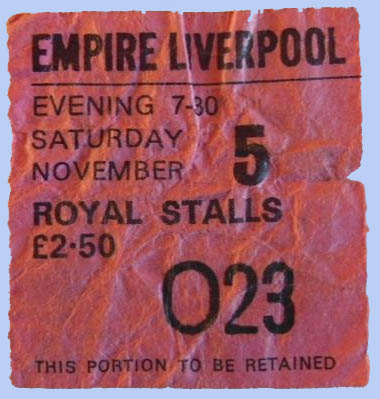 EMPIRE LIVERPOOL
EVENING 7-30
SATURDAY
NOVEMBER 5
ROYAL STALLS
£2·50
O23
THIS PORTION TO BE RETAINED